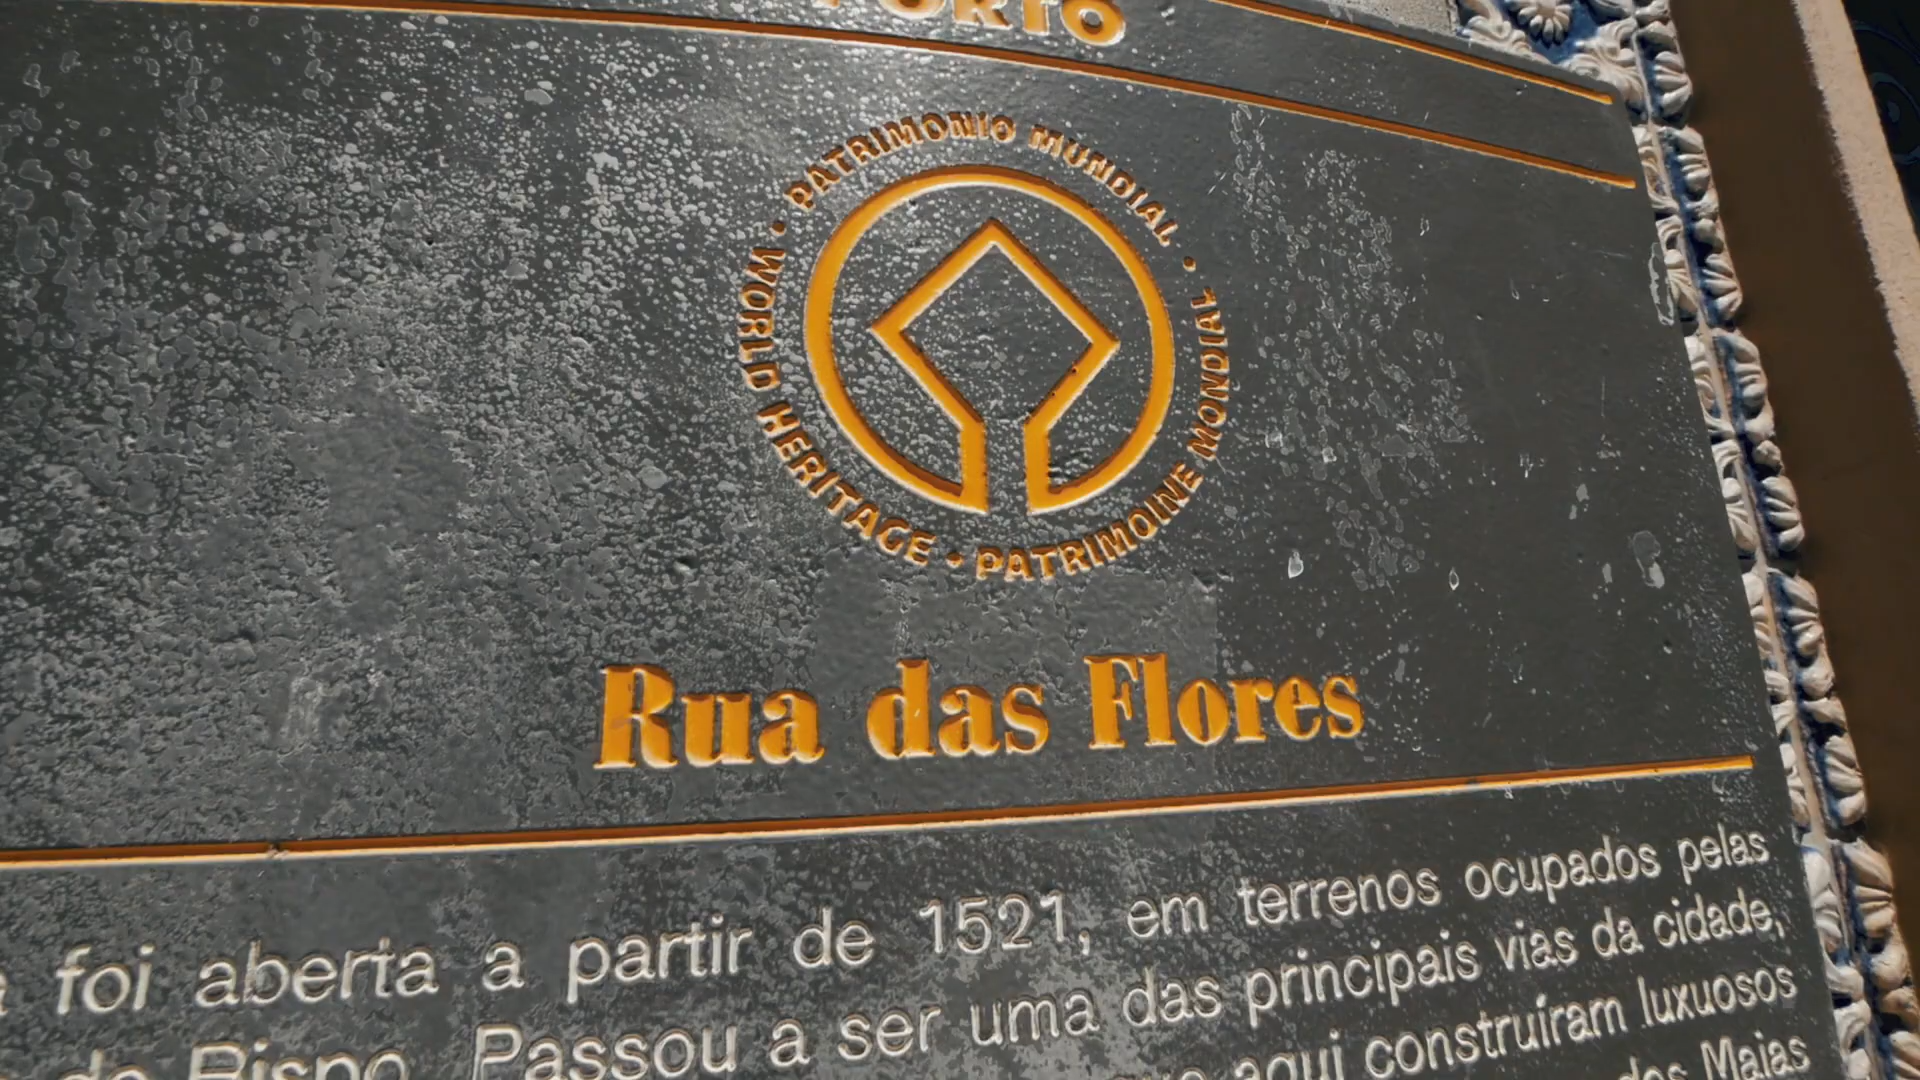 PORTO
PATRIMONIO MUNDIAL • WORLD HERITAGE • PATRIMOINE MONDIAL •
Rua das Flores
foi aberta a partir de 1521, em terrenos ocupados pelas
do Bispo. Passou a ser uma das principais vias da cidade,
aqui construíram luxuosos
dos Maias